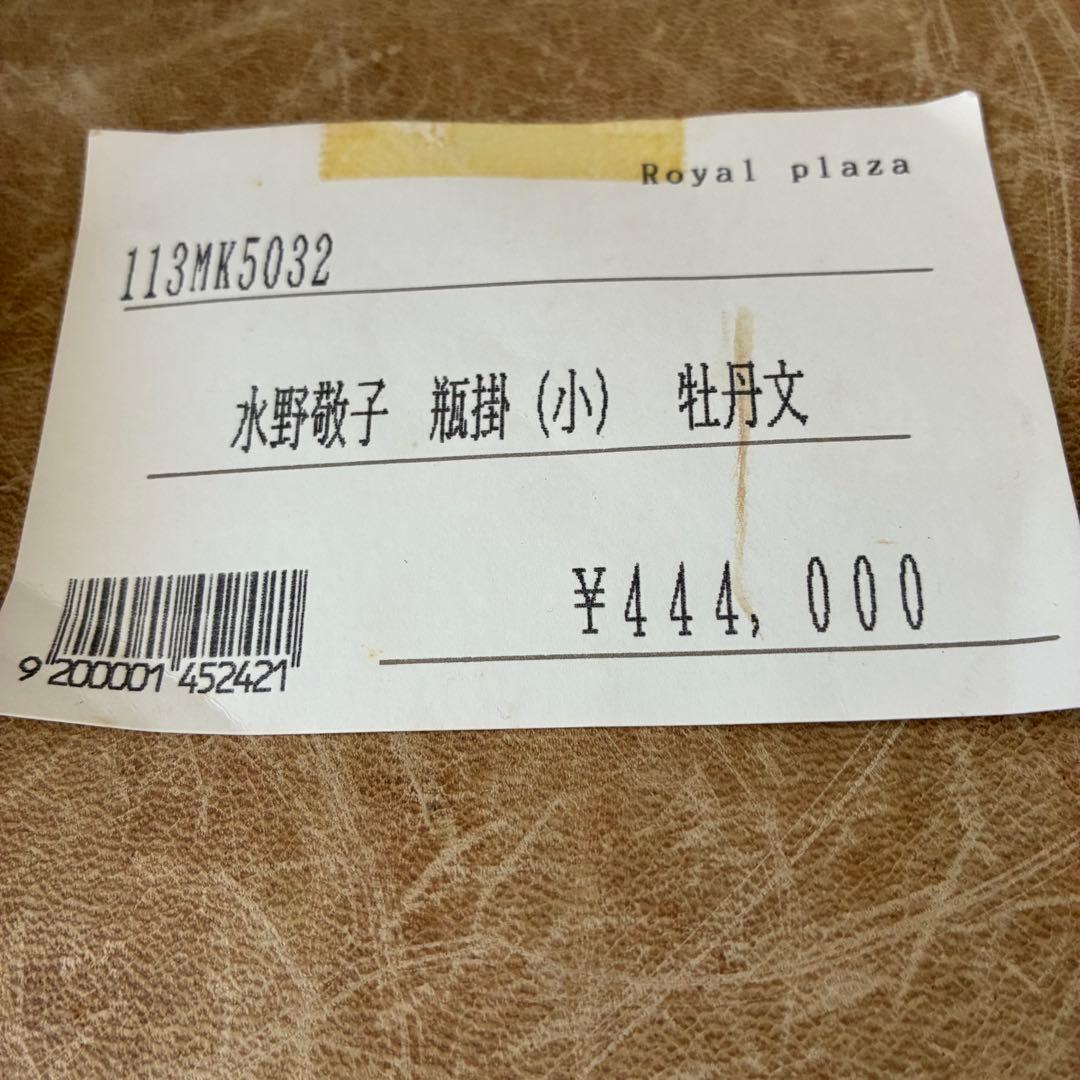 Royal plaza
113MK5032
水野敬子 瓶掛（小） 牡丹文
¥444,000
9 200001 452421